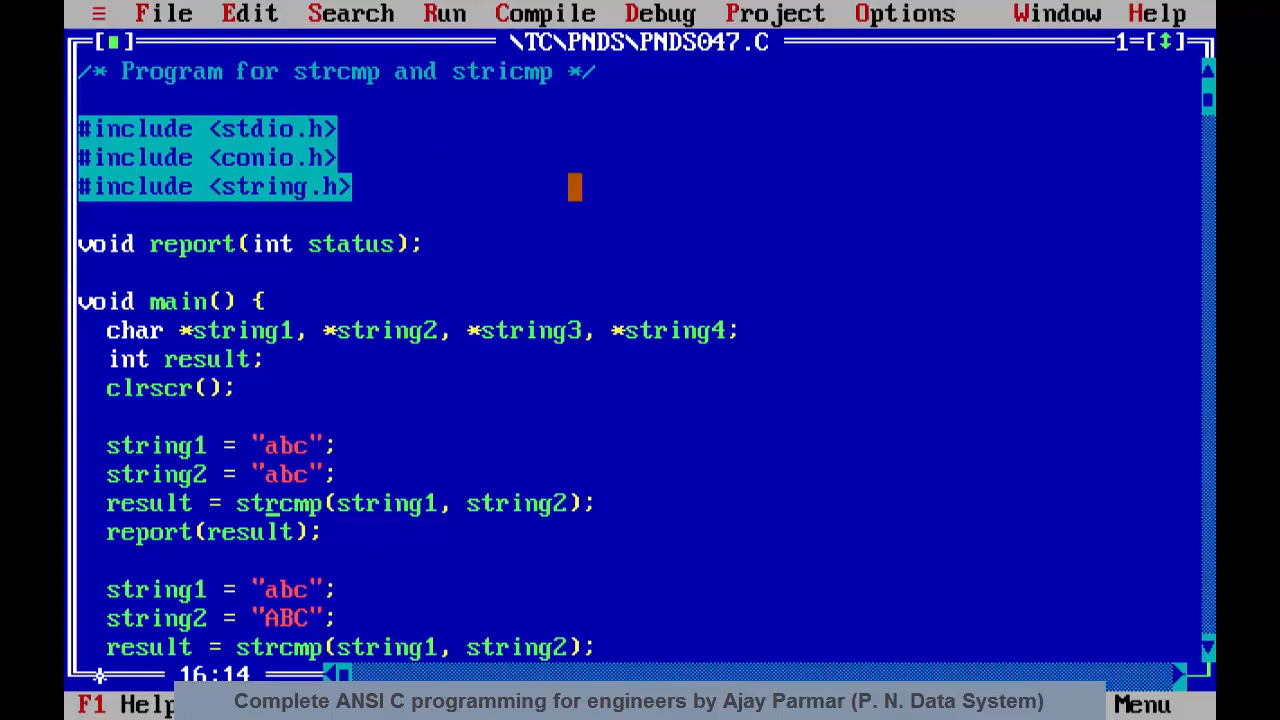 ≡ File Edit Search Run Compile Debug Project Options Window Help
[■] \TC\PNDS\PNDS047.C 1=[↕]
/* Program for strcmp and stricmp */
#include <stdio.h>
#include <conio.h>
#include <string.h>
void report(int status);
void main() {
char *string1, *string2, *string3, *string4;
int result;
clrscr();
string1 = "abc";
string2 = "abc";
result = strcmp(string1, string2);
report(result);
string1 = "abc";
string2 = "ABC";
result = strcmp(string1, string2);
16:14
F1 Help Menu
Complete ANSI C programming for engineers by Ajay Parmar (P. N. Data System)